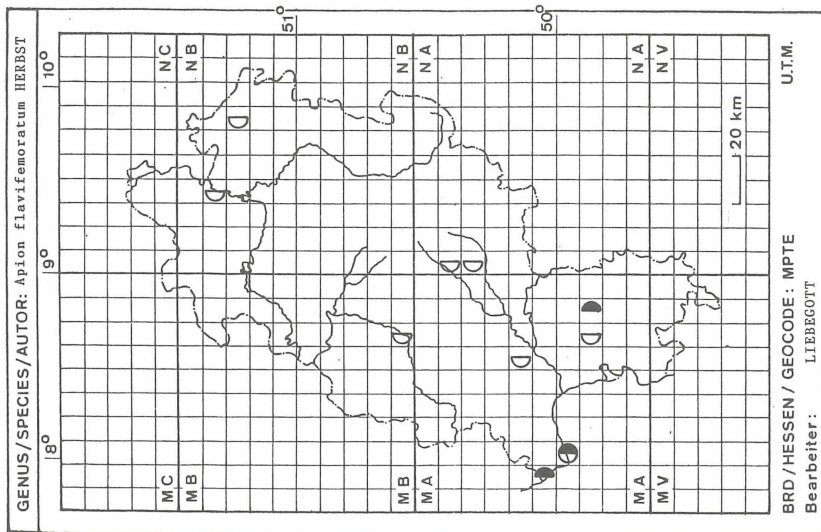 GENUS/SPECIES/AUTOR: Apion flavifemoratum HERBST
8° 9° 10°
MC NC
MB NB
51°
MB NB
MA NA
50°
MA NA
MV NV
20 km
BRD/HESSEN/GEOCODE: MPTE U.T.M.
Bearbeiter: LIEBEGOTT